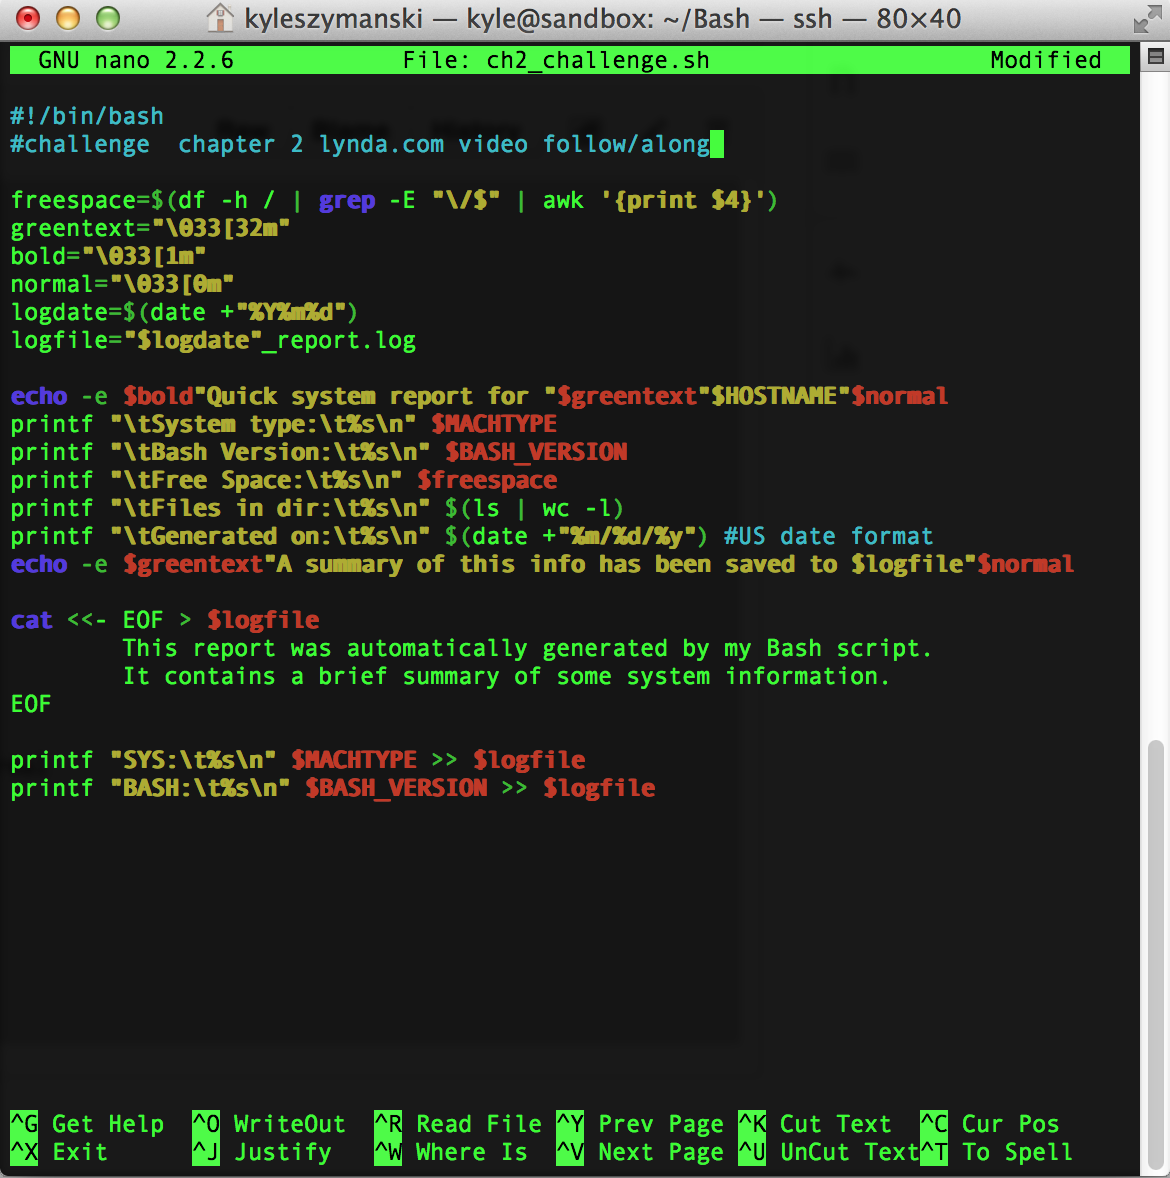 kyleszymanski — kyle@sandbox: ~/Bash — ssh — 80×40
GNU nano 2.2.6 File: ch2_challenge.sh Modified
#!/bin/bash
#challenge  chapter 2 lynda.com video follow/along
freespace=$(df -h / | grep -E "\/$" | awk '{print $4}')
greentext="\033[32m"
bold="\033[1m"
normal="\033[0m"
logdate=$(date +"%Y%m%d")
logfile="$logdate"_report.log
echo -e $bold"Quick system report for "$greentext"$HOSTNAME"$normal
printf "\tSystem type:\t%s\n" $MACHTYPE
printf "\tBash Version:\t%s\n" $BASH_VERSION
printf "\tFree Space:\t%s\n" $freespace
printf "\tFiles in dir:\t%s\n" $(ls | wc -l)
printf "\tGenerated on:\t%s\n" $(date +"%m/%d/%y") #US date format
echo -e $greentext"A summary of this info has been saved to $logfile"$normal
cat <<- EOF > $logfile
        This report was automatically generated by my Bash script.
        It contains a brief summary of some system information.
EOF
printf "SYS:\t%s\n" $MACHTYPE >> $logfile
printf "BASH:\t%s\n" $BASH_VERSION >> $logfile
^G Get Help ^O WriteOut ^R Read File ^Y Prev Page ^K Cut Text ^C Cur Pos
^X Exit ^J Justify ^W Where Is ^V Next Page ^U UnCut Text ^T To Spell